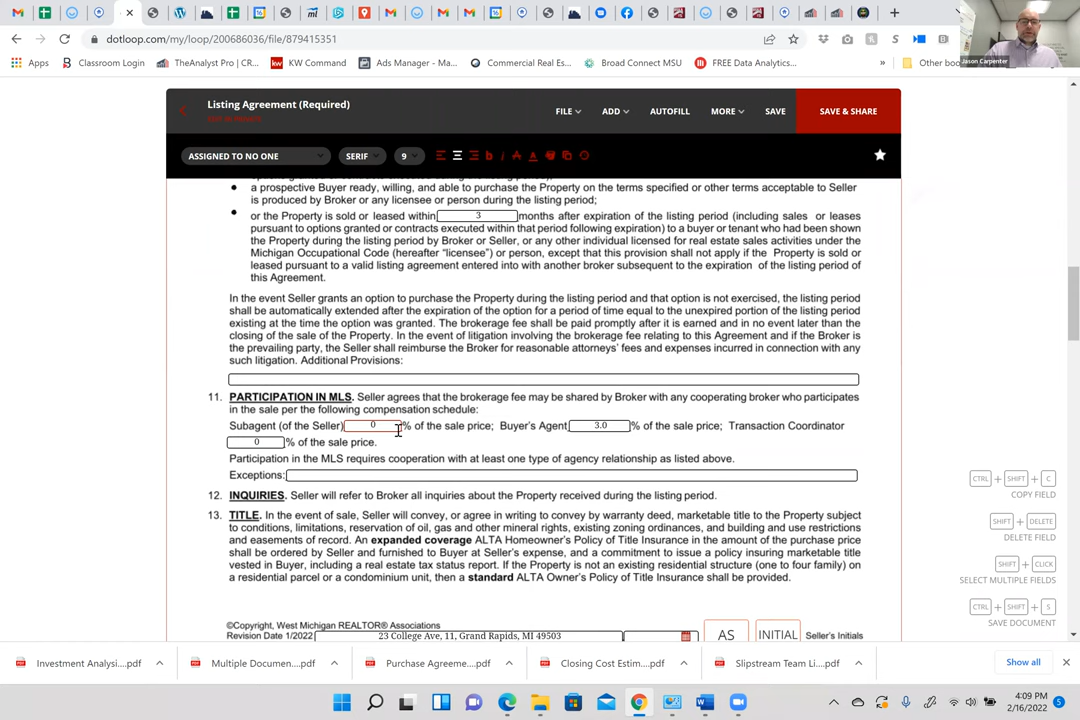 dotloop.com/my/loop/200686036/file/879415351
Jason Carpenter
Apps
Classroom Login
TheAnalyst Pro | CR...
KW Command
Ads Manager - Ma...
Commercial Real Es...
Broad Connect MSU
FREE Data Analytics...
»
Other boo
Listing Agreement (Required)
FILE
ADD
AUTOFILL
MORE
SAVE
SAVE & SHARE
ASSIGNED TO NO ONE
SERIF
9
a prospective Buyer ready, willing, and able to purchase the Property on the terms specified or other terms acceptable to Seller
is produced by Broker or any licensee or person during the listing period;
or the Property is sold or leased within 3 months after expiration of the listing period (including sales or leases
pursuant to options granted or contracts executed within that period following expiration) to a buyer or tenant who had been shown
the Property during the listing period by Broker or Seller, or any other individual licensed for real estate sales activities under the
Michigan Occupational Code (hereafter "licensee") or person, except that this provision shall not apply if the Property is sold or
leased pursuant to a valid listing agreement entered into with another broker subsequent to the expiration of the listing period of
this Agreement.
In the event Seller grants an option to purchase the Property during the listing period and that option is not exercised, the listing period
shall be automatically extended after the expiration of the option for a period of time equal to the unexpired portion of the listing period
existing at the time the option was granted. The brokerage fee shall be paid promptly after it is earned and in no event later than the
closing of the sale of the Property. In the event of litigation involving the brokerage fee relating to this Agreement and if the Broker is
the prevailing party, the Seller shall reimburse the Broker for reasonable attorneys' fees and expenses incurred in connection with any
such litigation. Additional Provisions:
11. PARTICIPATION IN MLS. Seller agrees that the brokerage fee may be shared by Broker with any cooperating broker who participates
in the sale per the following compensation schedule:
Subagent (of the Seller) 0 % of the sale price; Buyer's Agent 3.0 % of the sale price; Transaction Coordinator
0 % of the sale price.
Participation in the MLS requires cooperation with at least one type of agency relationship as listed above.
Exceptions:
12. INQUIRIES. Seller will refer to Broker all inquiries about the Property received during the listing period.
13. TITLE. In the event of sale, Seller will convey, or agree in writing to convey by warranty deed, marketable title to the Property subject
to conditions, limitations, reservation of oil, gas and other mineral rights, existing zoning ordinances, and building and use restrictions
and easements of record. An expanded coverage ALTA Homeowner's Policy of Title Insurance in the amount of the purchase price
shall be ordered by Seller and furnished to Buyer at Seller's expense, and a commitment to issue a policy insuring marketable title
vested in Buyer, including a real estate tax status report. If the Property is not an existing residential structure (one to four family) on
a residential parcel or a condominium unit, then a standard ALTA Owner's Policy of Title Insurance shall be provided.
©Copyright, West Michigan REALTOR® Associations
Revision Date 1/2022 23 College Ave, 11, Grand Rapids, MI 49503 AS INITIAL Seller's Initials
CTRL + SHIFT + C
COPY FIELD
SHIFT + DELETE
DELETE FIELD
SHIFT + CLICK
SELECT MULTIPLE FIELDS
CTRL + SHIFT + S
SAVE DOCUMENT
Investment Analysi....pdf
Multiple Documen....pdf
Purchase Agreeme....pdf
Closing Cost Estim....pdf
Slipstream Team Li....pdf
Show all
4:09 PM
2/16/2022